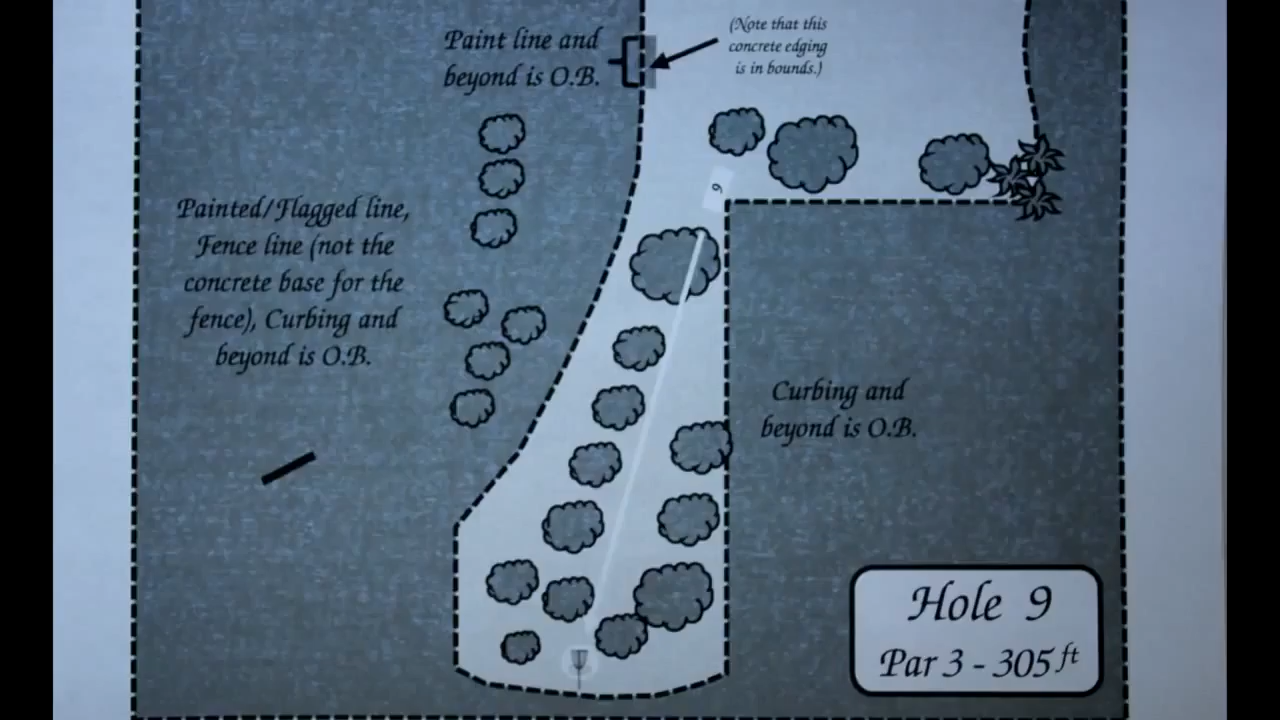 Paint line and
beyond is O.B.
(Note that this
concrete edging
is in bounds.)
9
Painted/Flagged line,
Fence line (not the
concrete base for the
fence), Curbing and
beyond is O.B.
Curbing and
beyond is O.B.
Hole 9
Par 3 - 305 ft